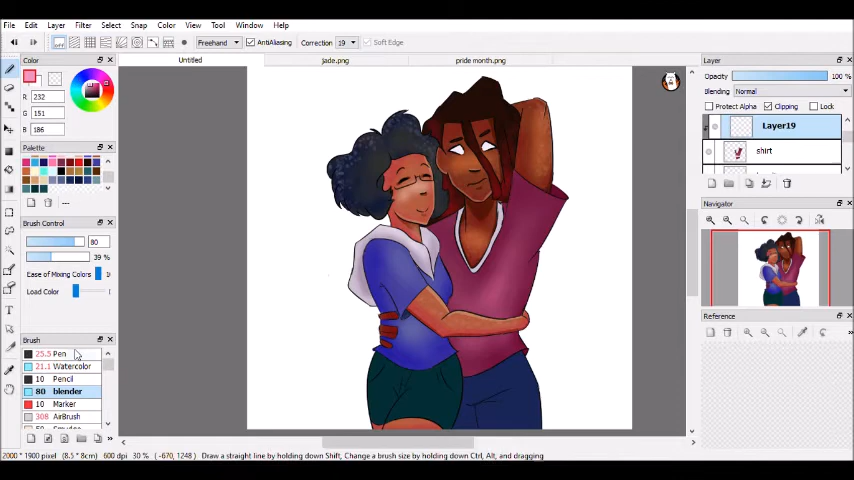 File Edit Layer Filter Select Snap Color View Tool Window Help
OFF Freehand AntiAliasing Correction 19 Soft Edge
Color
R: 232
G: 151
B: 186
Palette
---
Brush Control
80
39 %
Ease of Mixing Colors
Load Color
Brush
25.5 Pen
21.1 Watercolor
10 Pencil
80 blender
10 Marker
308 AirBrush
Untitled jade.png pride month.png
Layer
Opacity 100 %
Blending Normal
Protect Alpha Clipping Lock
Layer19
shirt
Navigator
Reference
2000 * 1900 pixel (8.5 * 8cm) 600 dpi 30 % ( -670, 1248) Draw a straight line by holding down Shift, Change a brush size by holding down Ctrl, Alt, and dragging